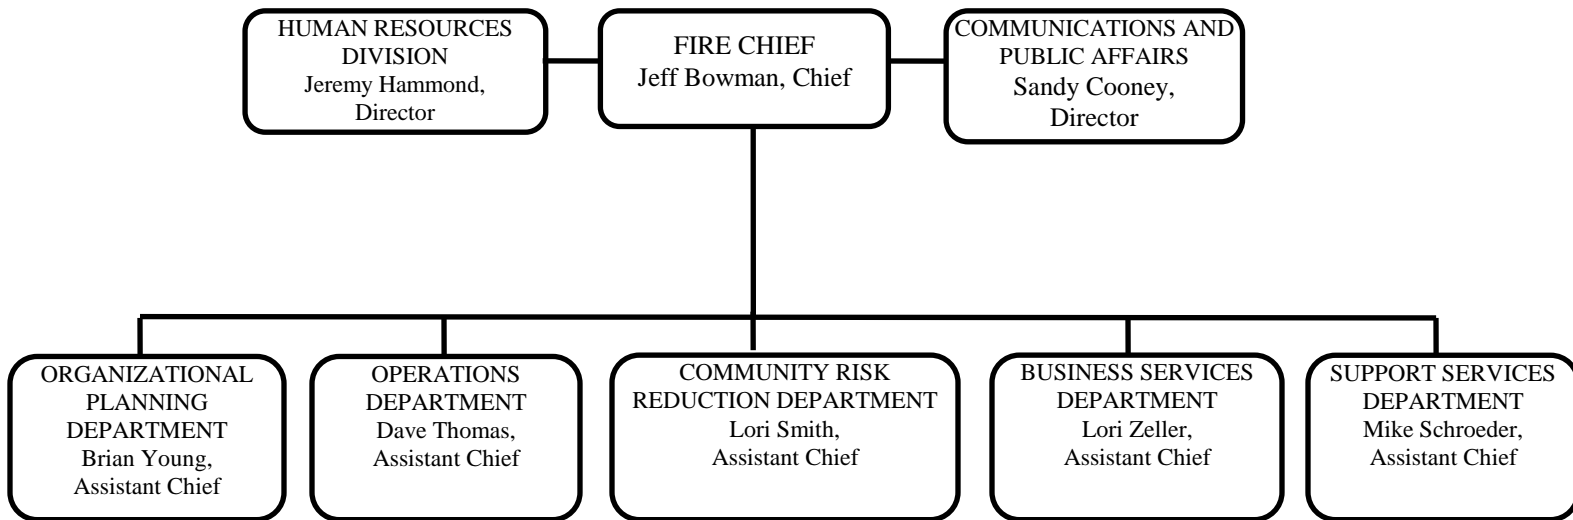 HUMAN RESOURCES
DIVISION
Jeremy Hammond,
Director
FIRE CHIEF
Jeff Bowman, Chief
COMMUNICATIONS AND
PUBLIC AFFAIRS
Sandy Cooney,
Director
ORGANIZATIONAL
PLANNING
DEPARTMENT
Brian Young,
Assistant Chief
OPERATIONS
DEPARTMENT
Dave Thomas,
Assistant Chief
COMMUNITY RISK
REDUCTION DEPARTMENT
Lori Smith,
Assistant Chief
BUSINESS SERVICES
DEPARTMENT
Lori Zeller,
Assistant Chief
SUPPORT SERVICES
DEPARTMENT
Mike Schroeder,
Assistant Chief